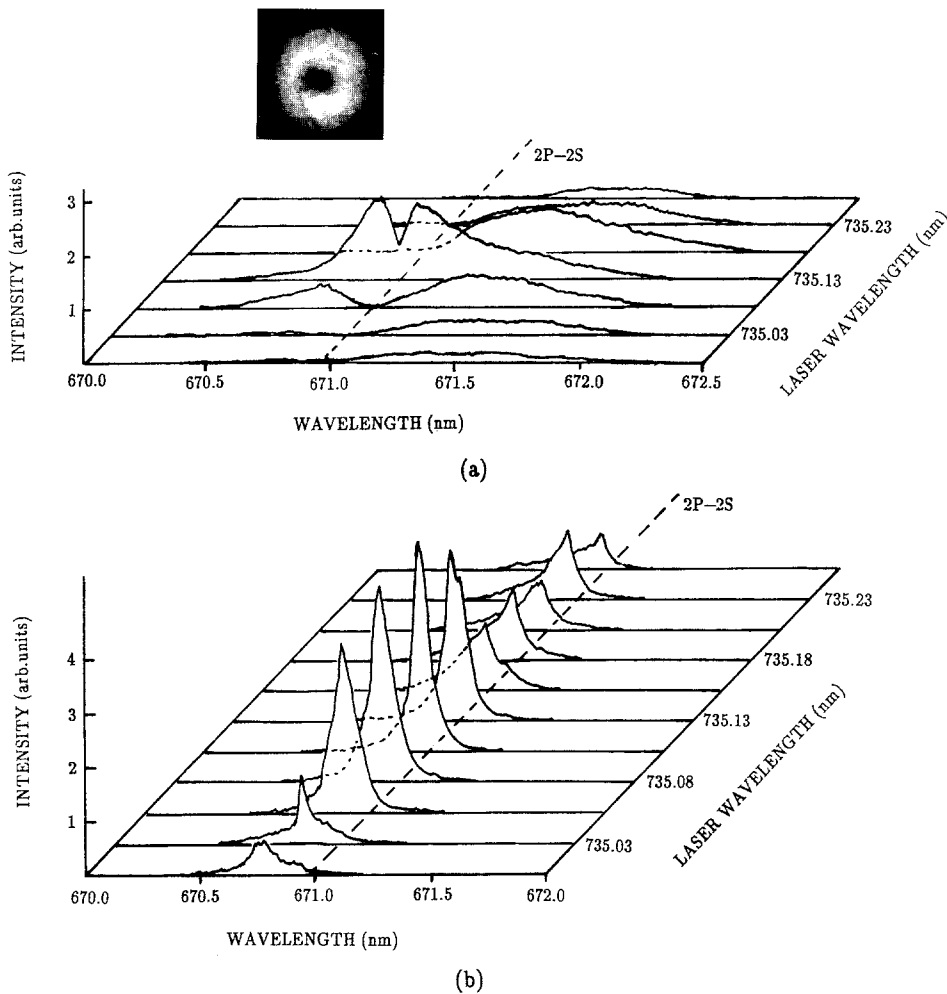 2P–2S
3
2
1
INTENSITY (arb.units)
670.0
670.5
671.0
671.5
672.0
672.5
WAVELENGTH (nm)
735.23
735.13
735.03
LASER WAVELENGTH (nm)
(a)
2P–2S
4
3
2
1
INTENSITY (arb.units)
670.0
670.5
671.0
671.5
672.0
WAVELENGTH (nm)
735.23
735.18
735.13
735.08
735.03
LASER WAVELENGTH (nm)
(b)